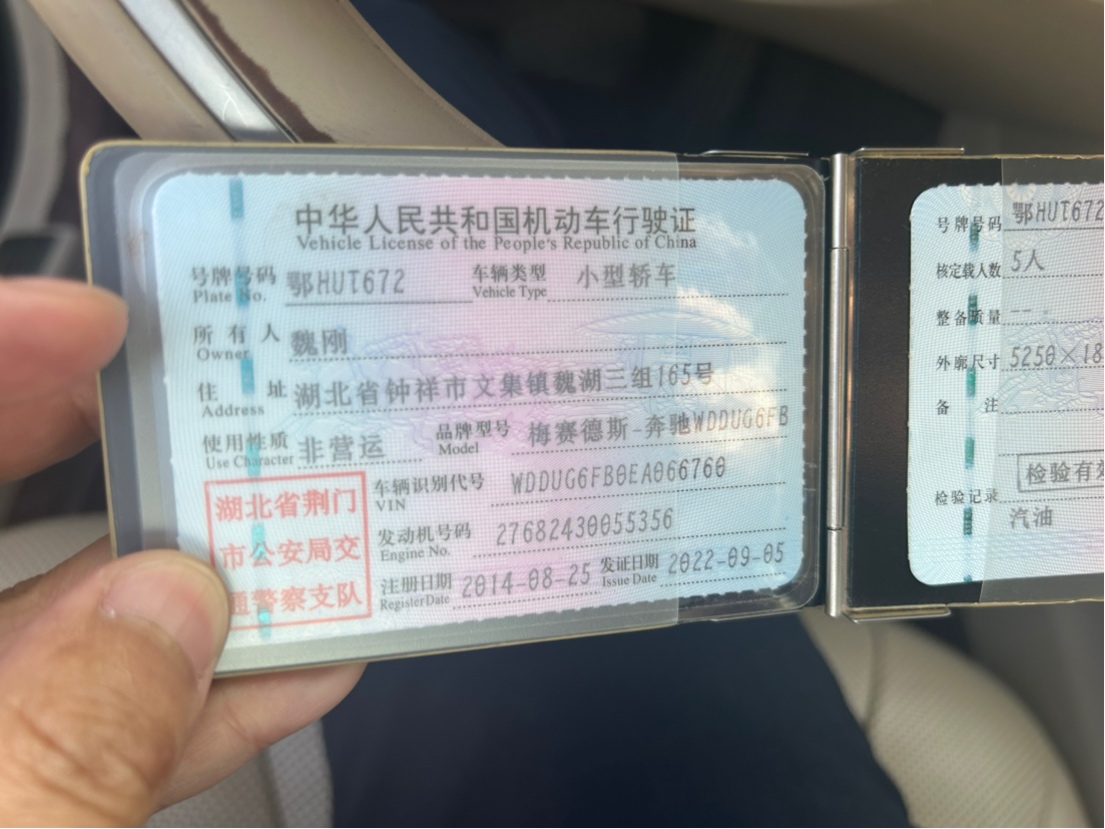 中华人民共和国机动车行驶证
Vehicle License of the People's Republic of China
号牌号码 鄂HUT672 车辆类型 小型轿车
Plate No. Vehicle Type
所有人 魏刚
Owner
住址 湖北省钟祥市文集镇魏湖三组165号
Address
使用性质 非营运 品牌型号 梅赛德斯-奔驰WDDUG6FB
Use Character Model
湖北省荆门
市公安局交
通警察支队
车辆识别代号 WDDUG6FB0EA066760
VIN
发动机号码 27682430055356
Engine No.
注册日期 2014-08-25 发证日期 2022-09-05
Register Date Issue Date
号牌号码 鄂HUT672
核定载人数 5人
整备质量 --
外廓尺寸 5250×18
备注
检验有效
检验记录
汽油